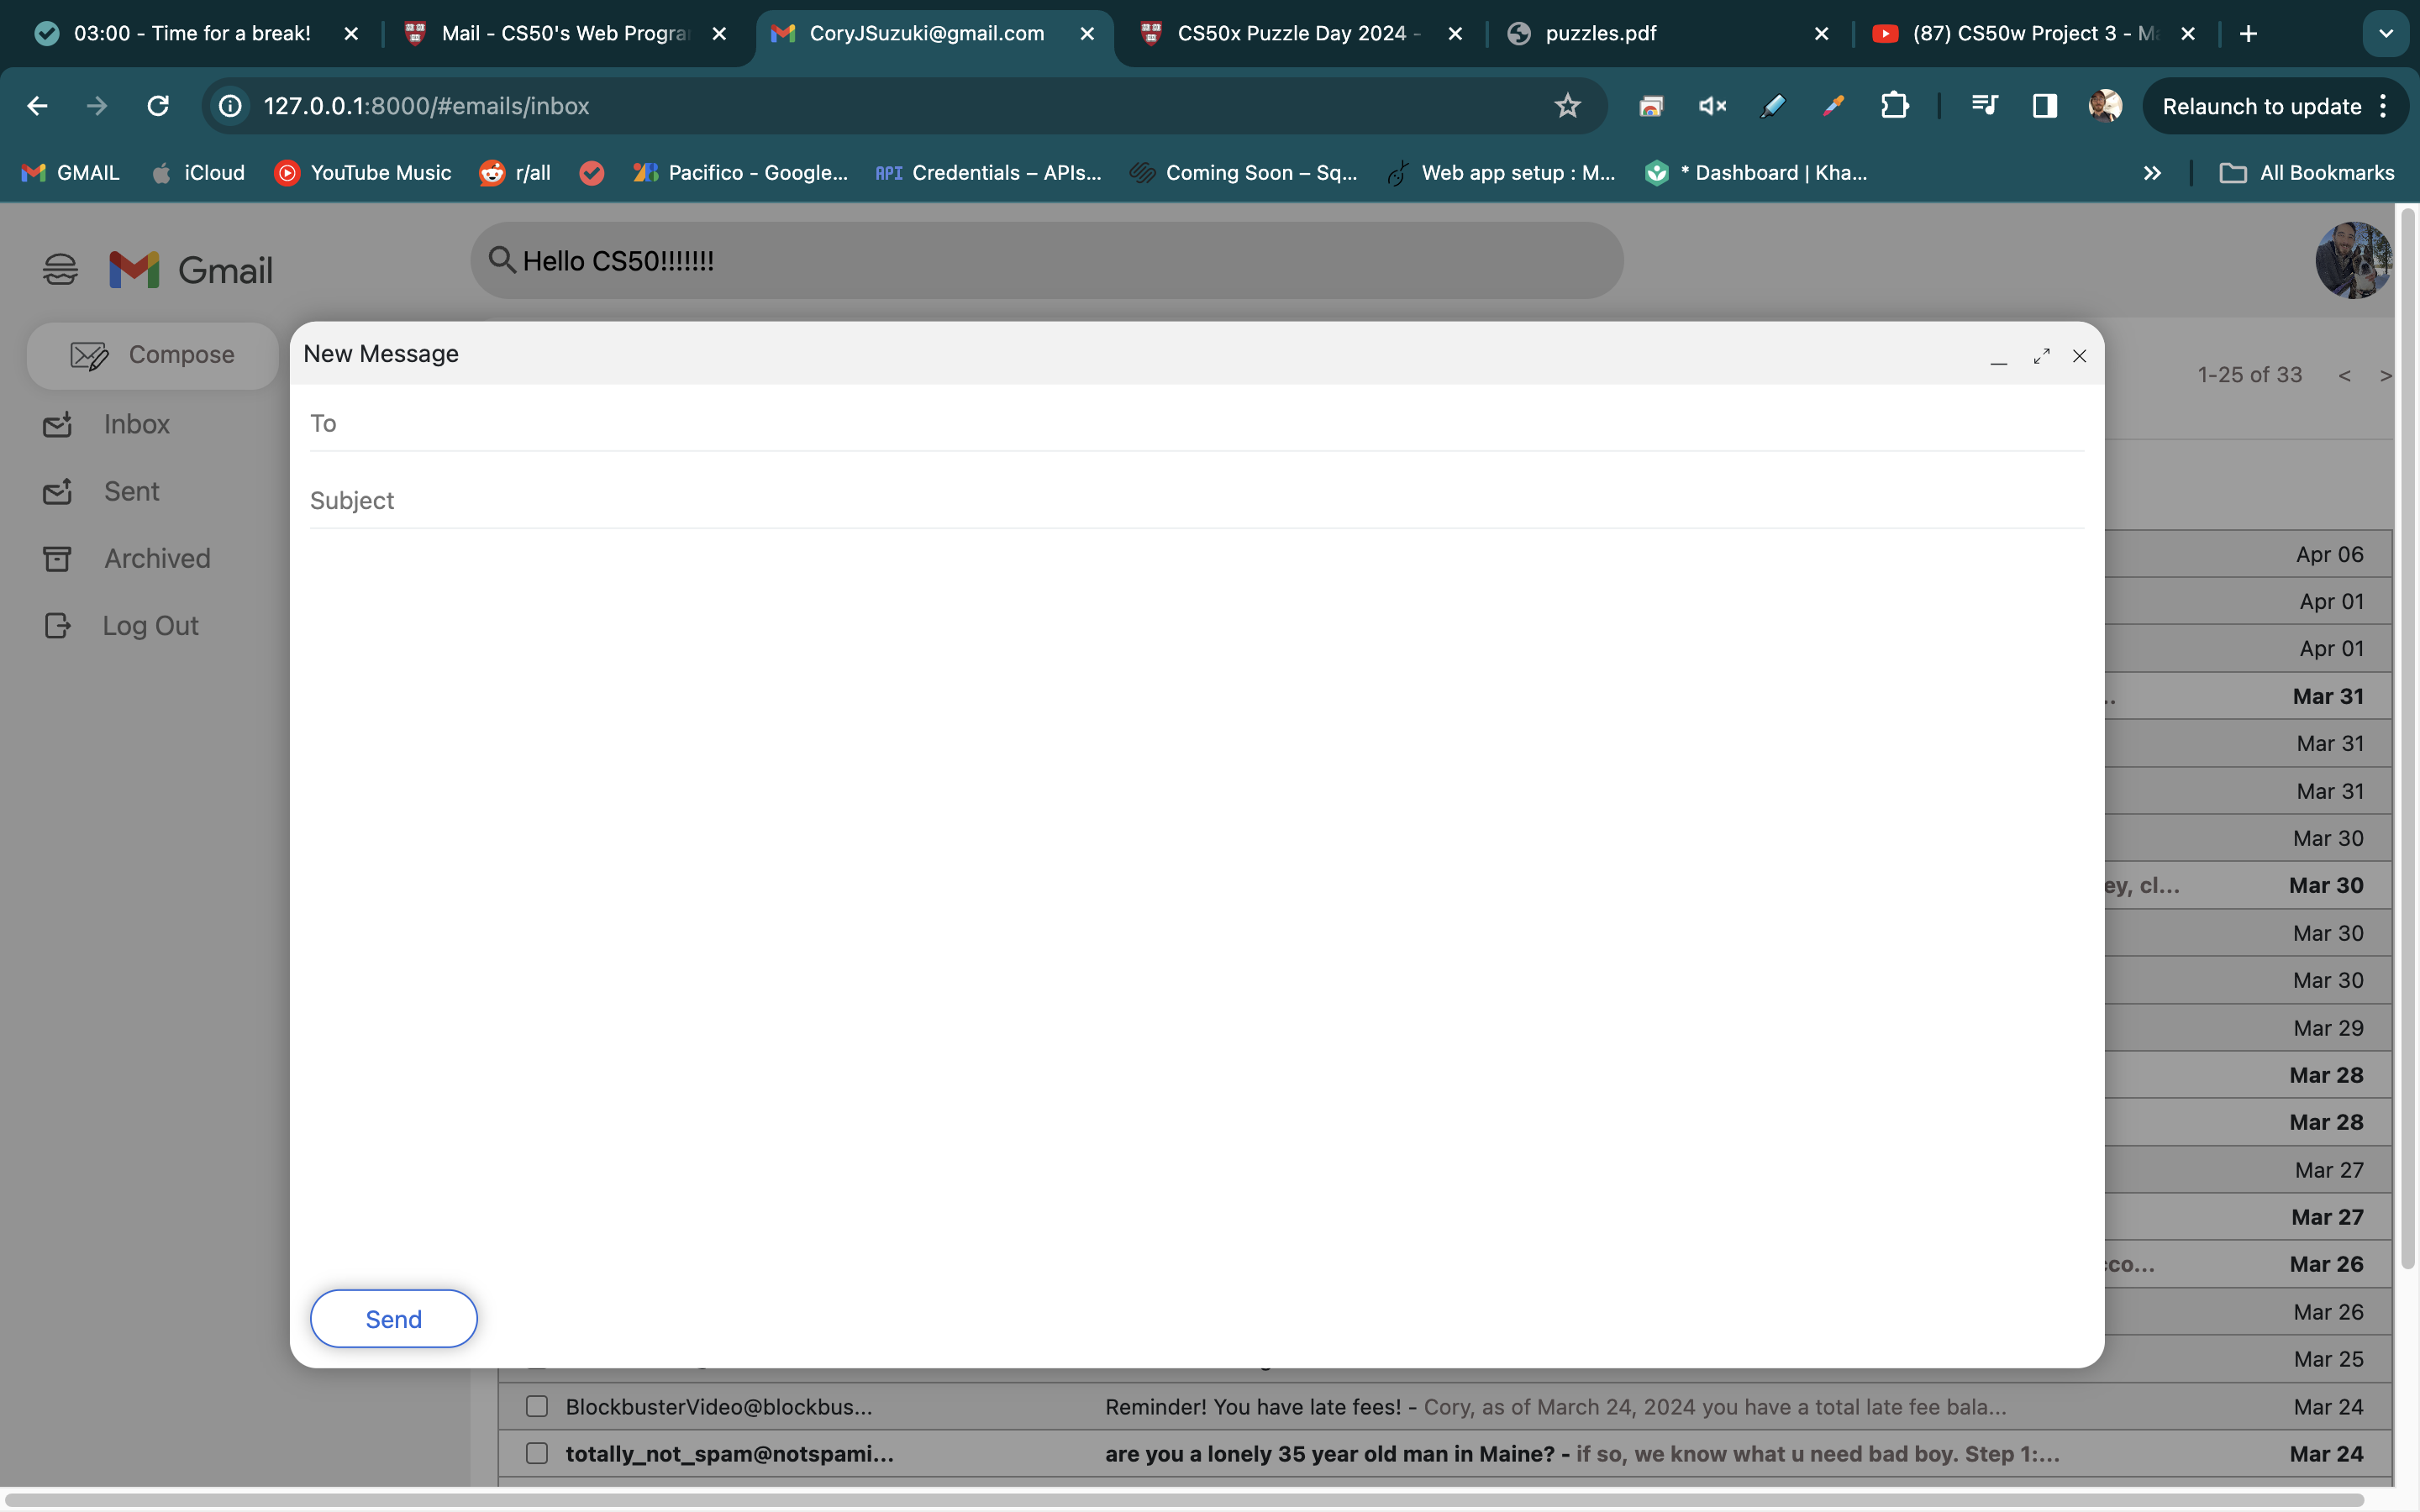 03:00 - Time for a break!
Mail - CS50's Web Progra
CoryJSuzuki@gmail.com
CS50x Puzzle Day 2024 -
puzzles.pdf
(87) CS50w Project 3 - Ma
127.0.0.1:8000/#emails/inbox
Relaunch to update
GMAIL
iCloud
YouTube Music
r/all
Pacifico - Google...
API Credentials – APIs...
Coming Soon – Sq...
Web app setup : M...
* Dashboard | Kha...
All Bookmarks
Gmail
Hello CS50!!!!!!!
Compose
Inbox
Sent
Archived
Log Out
New Message
To
Subject
Send
1-25 of 33 < >
Apr 06
Apr 01
Apr 01
.. Mar 31
Mar 31
Mar 31
Mar 30
ey, cl... Mar 30
Mar 30
Mar 30
Mar 29
Mar 28
Mar 28
Mar 27
Mar 27
co... Mar 26
Mar 26
Mar 25
BlockbusterVideo@blockbus... Reminder! You have late fees! - Cory, as of March 24, 2024 you have a total late fee bala... Mar 24
totally_not_spam@notspami... are you a lonely 35 year old man in Maine? - if so, we know what u need bad boy. Step 1:... Mar 24